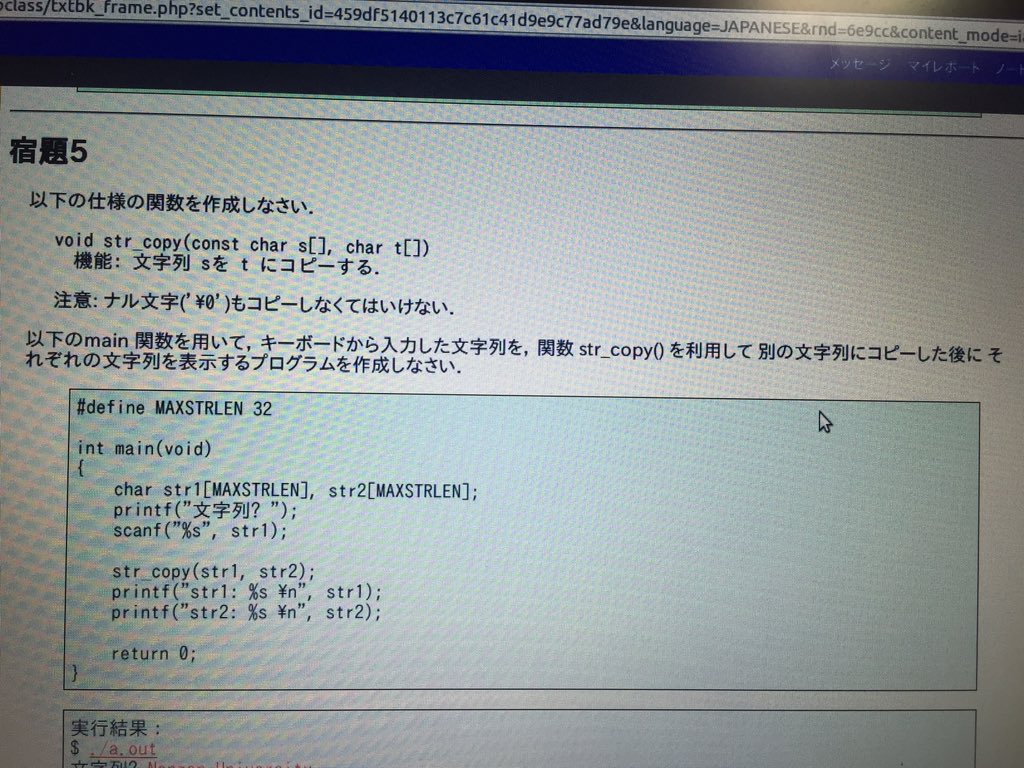 class/txtbk_frame.php?set_contents_id=459df5140113c7c61c41d9e9c77ad79e&language=JAPANESE&rnd=6e9cc&content_mode=
メッセージ マイレポート ノート
宿題5
以下の仕様の関数を作成しなさい.
void str_copy(const char s[], char t[])
機能: 文字列 sを t にコピーする.
注意: ナル文字('¥0')もコピーしなくてはいけない.
以下のmain 関数を用いて, キーボードから入力した文字列を, 関数 str_copy() を利用して 別の文字列にコピーした後に そ
れぞれの文字列を表示するプログラムを作成しなさい.
#define MAXSTRLEN 32
int main(void)
{
char str1[MAXSTRLEN], str2[MAXSTRLEN];
printf("文字列? ");
scanf("%s", str1);
str_copy(str1, str2);
printf("str1: %s ¥n", str1);
printf("str2: %s ¥n", str2);
return 0;
}
実行結果 :
$ ./a.out
文字列?